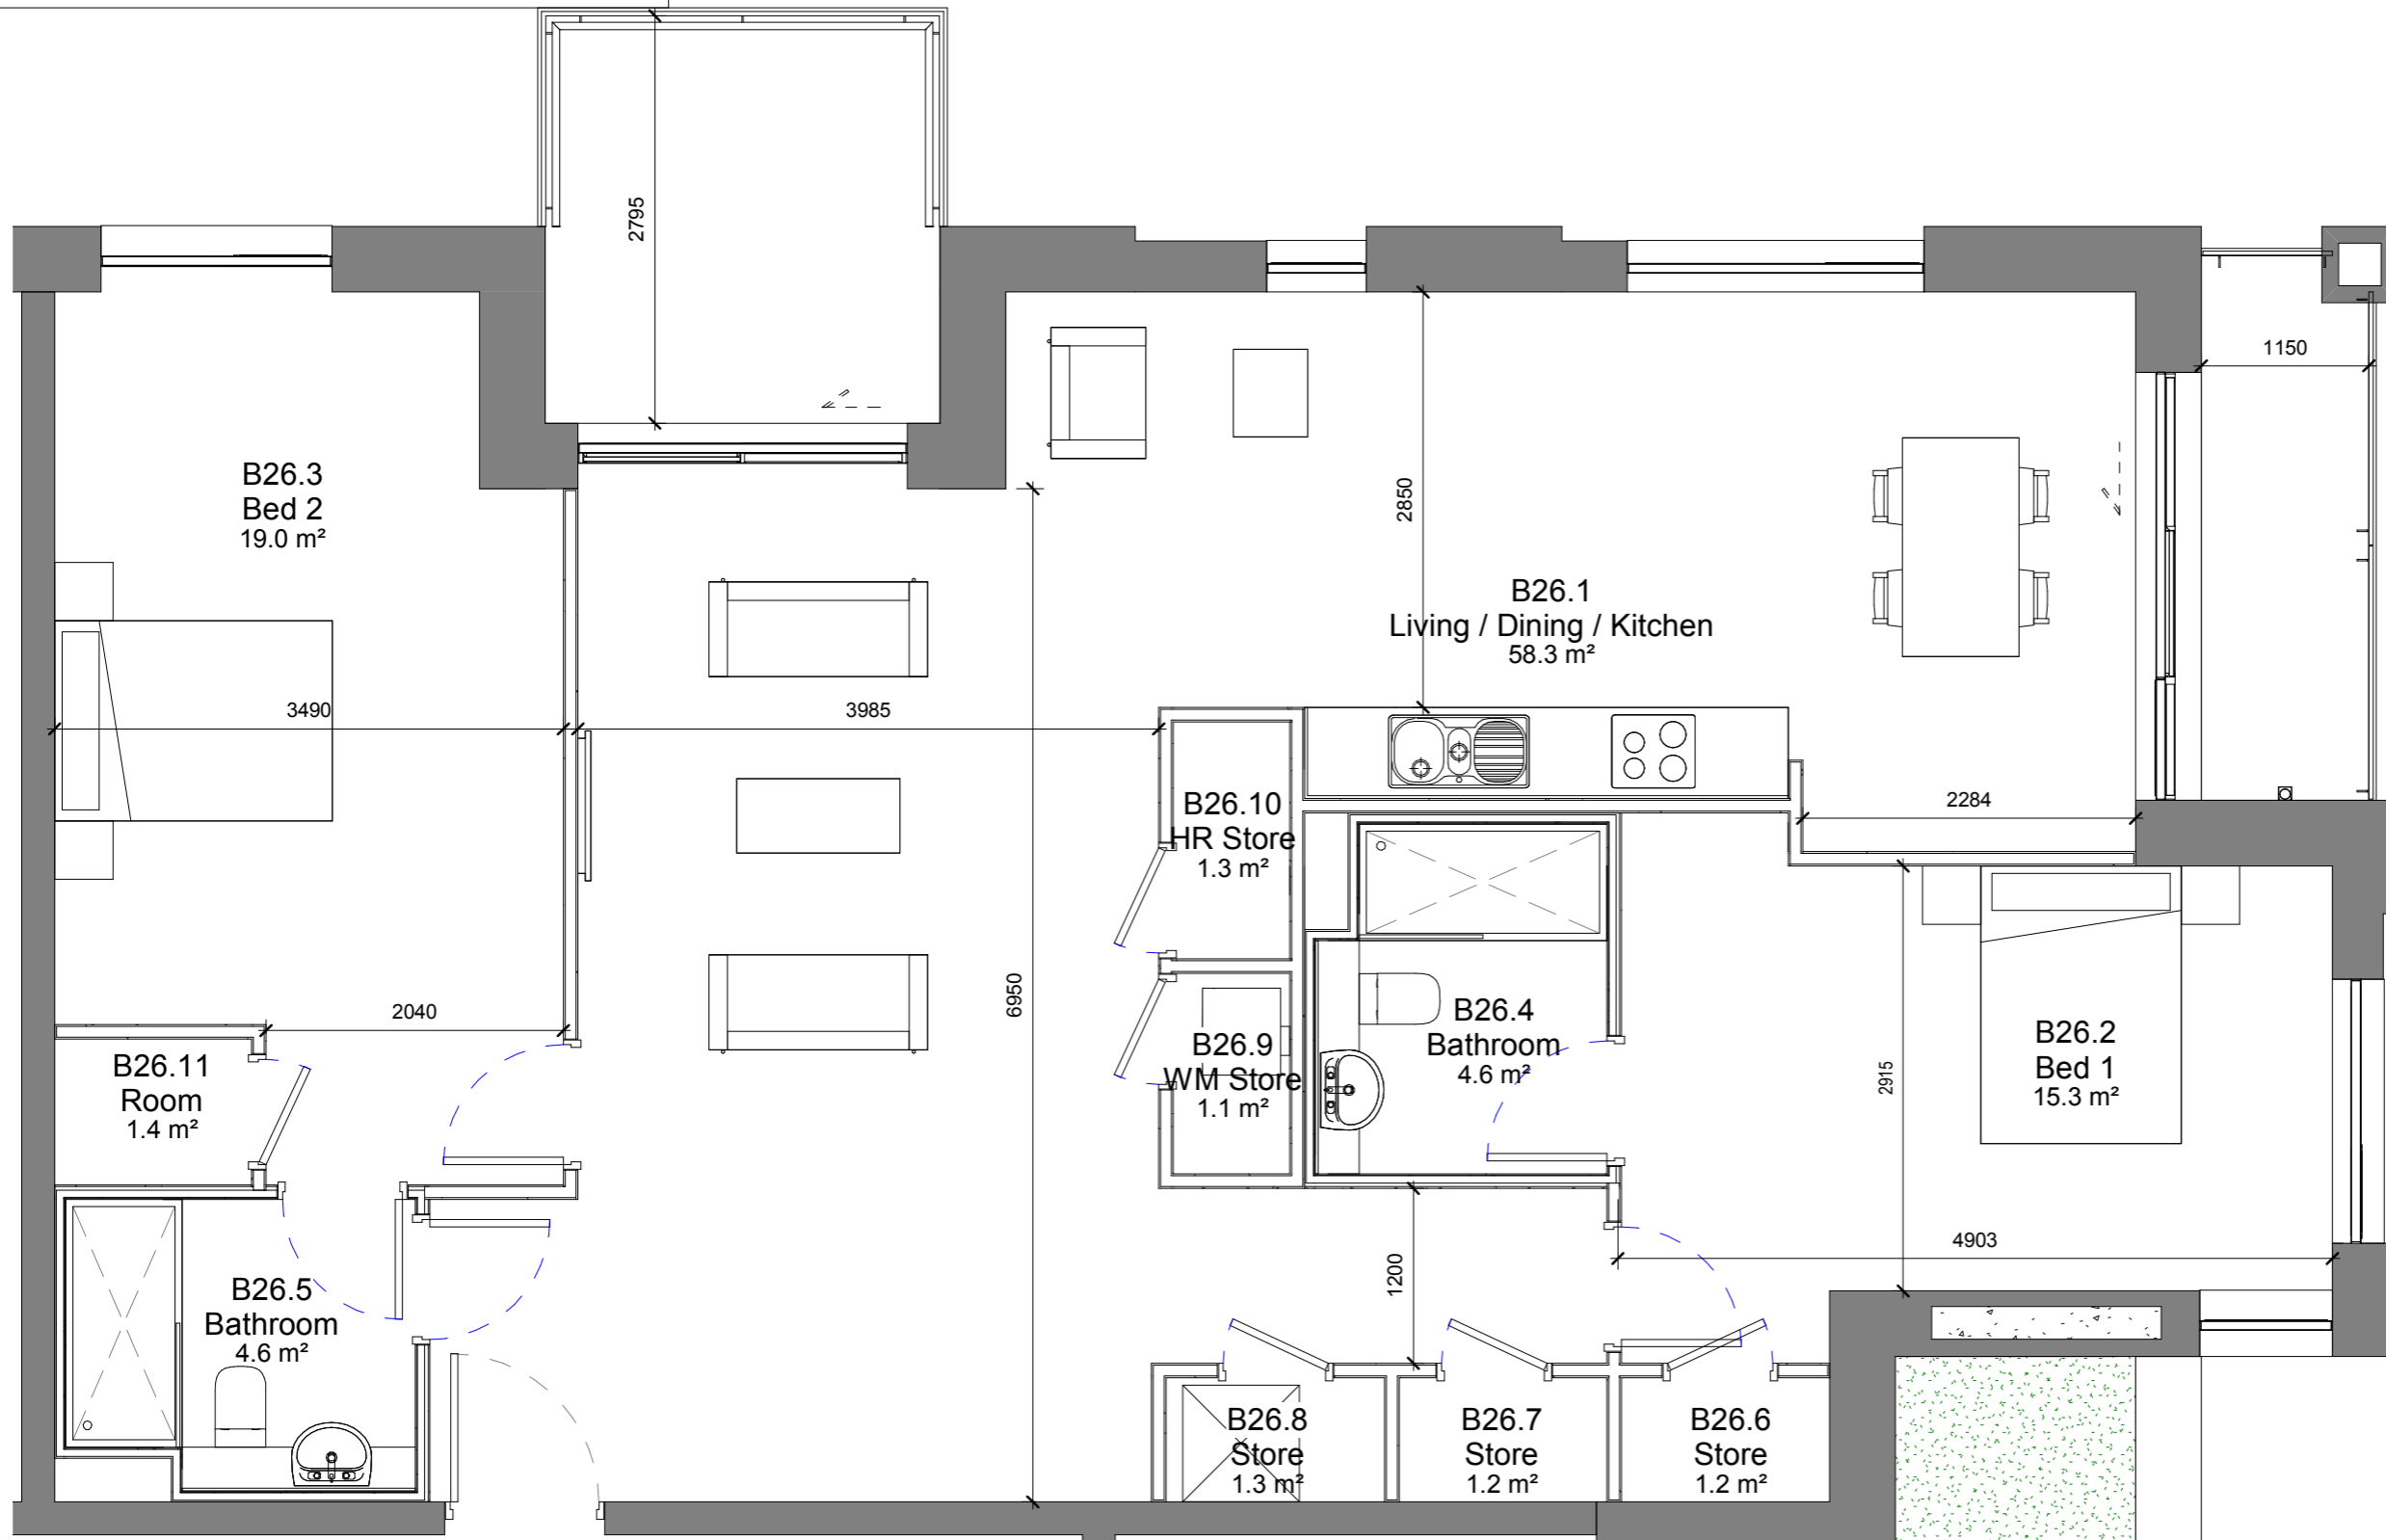 2795
1150
B26.3
Bed 2
19.0 m²
2850
B26.1
Living / Dining / Kitchen
58.3 m²
3490
3985
B26.10
HR Store
1.3 m²
2284
2040
6950
B26.11
Room
1.4 m²
B26.9
WM Store
1.1 m²
B26.4
Bathroom
4.6 m²
2915
B26.2
Bed 1
15.3 m²
4903
1200
B26.5
Bathroom
4.6 m²
B26.8
Store
1.3 m²
B26.7
Store
1.2 m²
B26.6
Store
1.2 m²